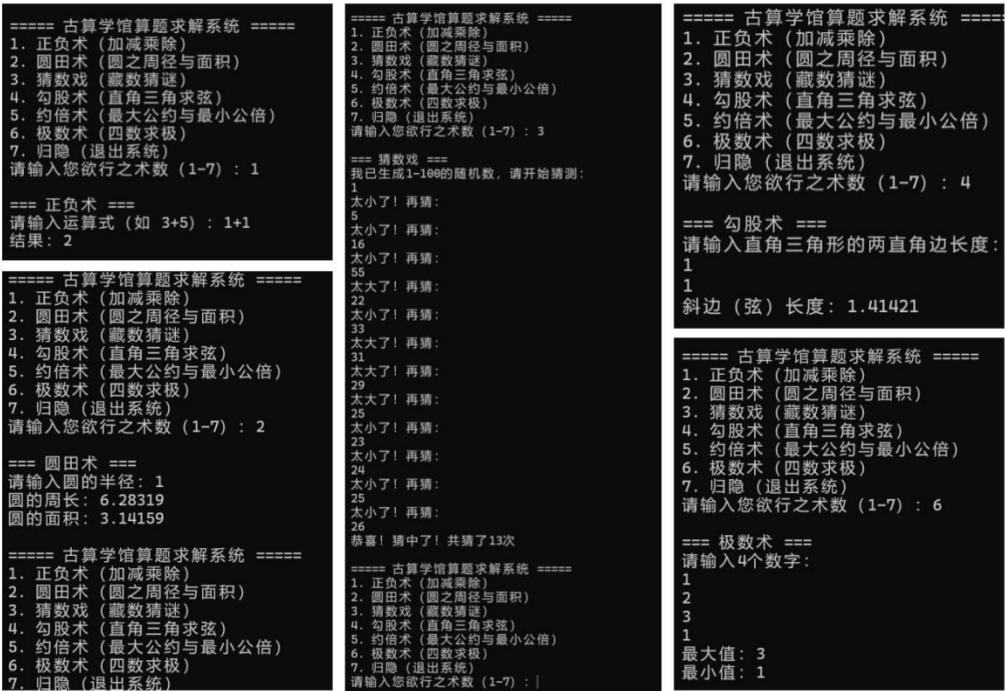 ===== 古算学馆算题求解系统 =====
1. 正负术 (加减乘除)
2. 圆田术 (圆之周径与面积)
3. 猜数戏 (藏数猜谜)
4. 勾股术 (直角三角求弦)
5. 约倍术 (最大公约与最小公倍)
6. 极数术 (四数求极)
7. 归隐 (退出系统)
请输入您欲行之术数 (1-7) : 1
=== 正负术 ===
请输入运算式 (如 3+5) : 1+1
结果: 2
===== 古算学馆算题求解系统 =====
1. 正负术 (加减乘除)
2. 圆田术 (圆之周径与面积)
3. 猜数戏 (藏数猜谜)
4. 勾股术 (直角三角求弦)
5. 约倍术 (最大公约与最小公倍)
6. 极数术 (四数求极)
7. 归隐 (退出系统)
请输入您欲行之术数 (1-7) : 2
=== 圆田术 ===
请输入圆的半径: 1
圆的周长: 6.28319
圆的面积: 3.14159
===== 古算学馆算题求解系统 =====
1. 正负术 (加减乘除)
2. 圆田术 (圆之周径与面积)
3. 猜数戏 (藏数猜谜)
4. 勾股术 (直角三角求弦)
5. 约倍术 (最大公约与最小公倍)
6. 极数术 (四数求极)
7. 归隐 (退出系统)
===== 古算学馆算题求解系统 =====
1. 正负术 (加减乘除)
2. 圆田术 (圆之周径与面积)
3. 猜数戏 (藏数猜谜)
4. 勾股术 (直角三角求弦)
5. 约倍术 (最大公约与最小公倍)
6. 极数术 (四数求极)
7. 归隐 (退出系统)
请输入您欲行之术数 (1-7) : 3
=== 猜数戏 ===
我已生成1-100的随机数, 请开始猜测:
1
太小了! 再猜:
5
太小了! 再猜:
16
太小了! 再猜:
55
太大了! 再猜:
22
太小了! 再猜:
33
太大了! 再猜:
31
太大了! 再猜:
29
太大了! 再猜:
25
太小了! 再猜:
23
太小了! 再猜:
24
太小了! 再猜:
25
太小了! 再猜:
26
恭喜! 猜中了! 共猜了13次
===== 古算学馆算题求解系统 =====
1. 正负术 (加减乘除)
2. 圆田术 (圆之周径与面积)
3. 猜数戏 (藏数猜谜)
4. 勾股术 (直角三角求弦)
5. 约倍术 (最大公约与最小公倍)
6. 极数术 (四数求极)
7. 归隐 (退出系统)
请输入您欲行之术数 (1-7) :
===== 古算学馆算题求解系统 ====
1. 正负术 (加减乘除)
2. 圆田术 (圆之周径与面积)
3. 猜数戏 (藏数猜谜)
4. 勾股术 (直角三角求弦)
5. 约倍术 (最大公约与最小公倍)
6. 极数术 (四数求极)
7. 归隐 (退出系统)
请输入您欲行之术数 (1-7) : 4
=== 勾股术 ===
请输入直角三角形的两直角边长度:
1
1
斜边 (弦) 长度: 1.41421
===== 古算学馆算题求解系统 =====
1. 正负术 (加减乘除)
2. 圆田术 (圆之周径与面积)
3. 猜数戏 (藏数猜谜)
4. 勾股术 (直角三角求弦)
5. 约倍术 (最大公约与最小公倍)
6. 极数术 (四数求极)
7. 归隐 (退出系统)
请输入您欲行之术数 (1-7) : 6
=== 极数术 ===
请输入4个数字:
1
2
3
1
最大值: 3
最小值: 1